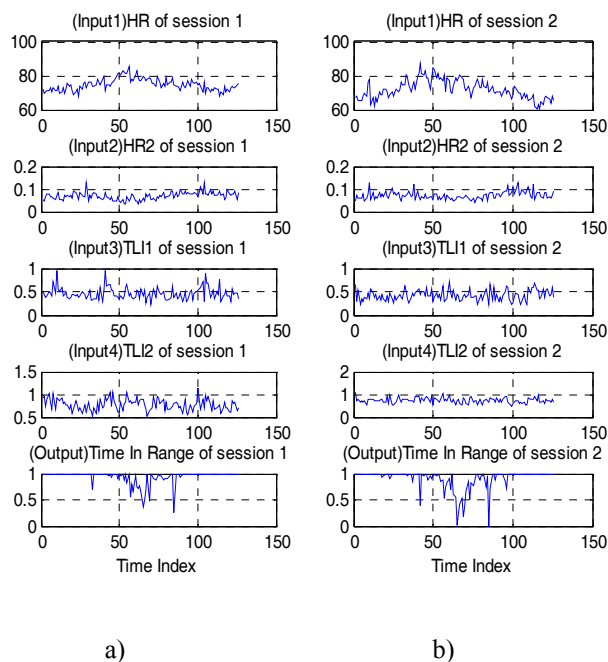 (Input1)HR of session 1
100
80
60
0 50 100 150
(Input2)HR2 of session 1
0.2
0.1
0
0 50 100 150
(Input3)TLI1 of session 1
1
0.5
0
0 50 100 150
(Input4)TLI2 of session 1
1.5
1
0.5
0 50 100 150
(Output)Time In Range of session 1
1
0.5
0
0 50 100 150
Time Index
a)
(Input1)HR of session 2
100
80
60
0 50 100 150
(Input2)HR2 of session 2
0.2
0.1
0
0 50 100 150
(Input3)TLI1 of session 2
1
0.5
0
0 50 100 150
(Input4)TLI2 of session 2
2
1
0
0 50 100 150
(Output)Time In Range of session 2
1
0.5
0
0 50 100 150
Time Index
b)